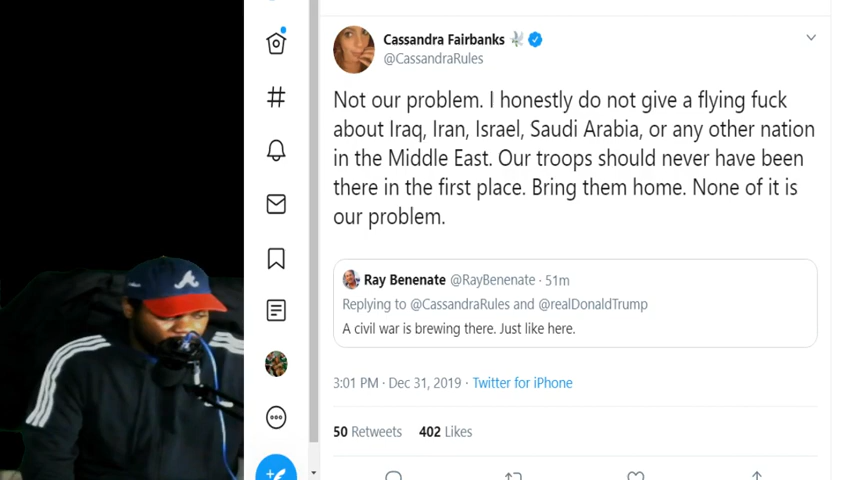 Cassandra Fairbanks
@CassandraRules
Not our problem. I honestly do not give a flying fuck
about Iraq, Iran, Israel, Saudi Arabia, or any other nation
in the Middle East. Our troops should never have been
there in the first place. Bring them home. None of it is
our problem.
Ray Benenate @RayBenenate · 51m
Replying to @CassandraRules and @realDonaldTrump
A civil war is brewing there. Just like here.
3:01 PM · Dec 31, 2019 · Twitter for iPhone
50 Retweets 402 Likes